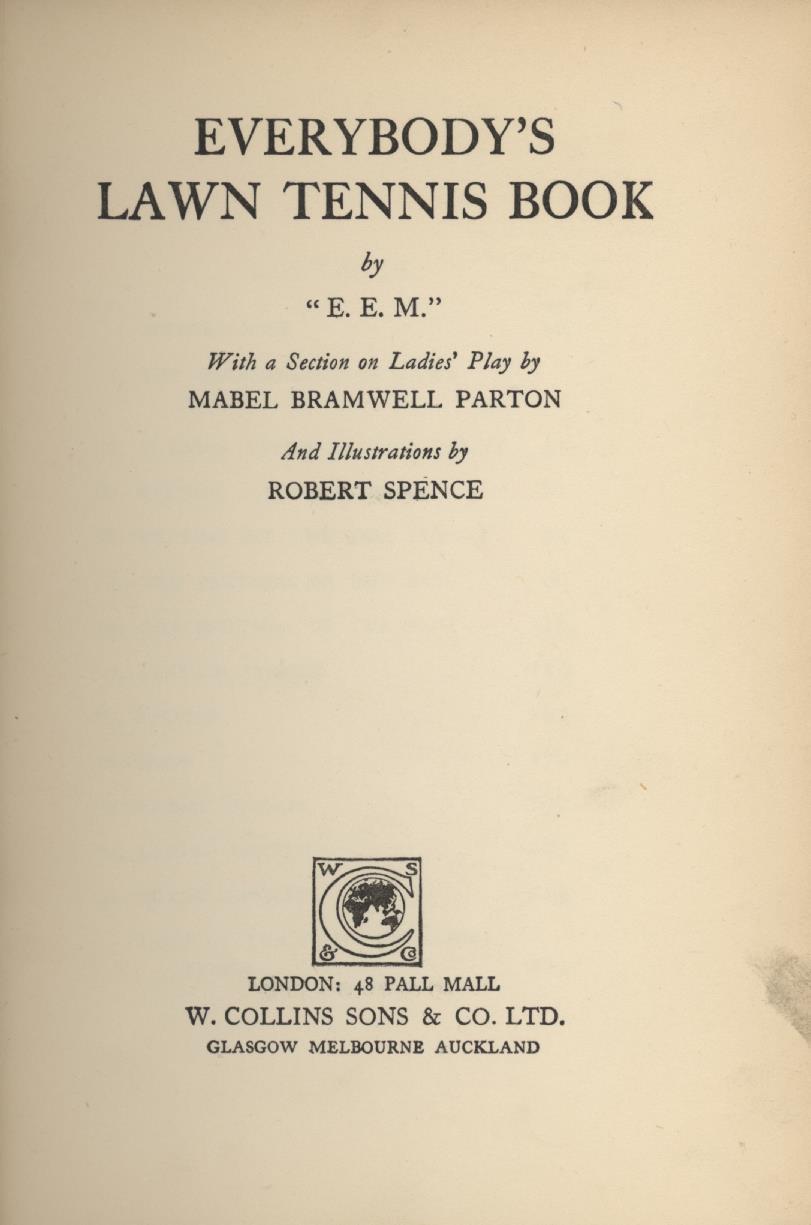 EVERYBODY'S
LAWN TENNIS BOOK
by
“E. E. M.”
With a Section on Ladies' Play by
MABEL BRAMWELL PARTON
And Illustrations by
ROBERT SPENCE
W S
C
& Co
LONDON: 48 PALL MALL
W. COLLINS SONS & CO. LTD.
GLASGOW MELBOURNE AUCKLAND